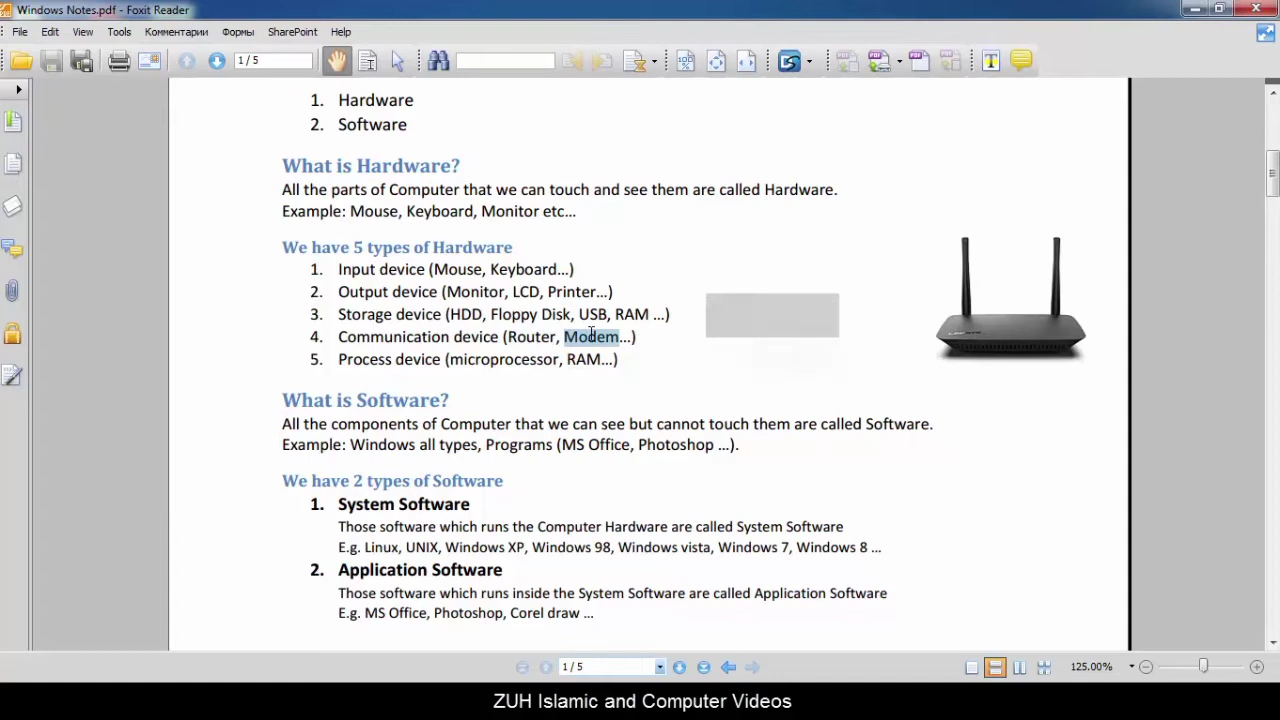 Windows Notes.pdf - Foxit Reader
File Edit View Tools Комментарии Формы SharePoint Help
1 / 5
1. Hardware
2. Software
What is Hardware?
All the parts of Computer that we can touch and see them are called Hardware.
Example: Mouse, Keyboard, Monitor etc…
We have 5 types of Hardware
1. Input device (Mouse, Keyboard…)
2. Output device (Monitor, LCD, Printer…)
3. Storage device (HDD, Floppy Disk, USB, RAM …)
4. Communication device (Router, Modem…)
5. Process device (microprocessor, RAM…)
What is Software?
All the components of Computer that we can see but cannot touch them are called Software.
Example: Windows all types, Programs (MS Office, Photoshop …).
We have 2 types of Software
1. System Software
Those software which runs the Computer Hardware are called System Software
E.g. Linux, UNIX, Windows XP, Windows 98, Windows vista, Windows 7, Windows 8 …
2. Application Software
Those software which runs inside the System Software are called Application Software
E.g. MS Office, Photoshop, Corel draw …
1 / 5
125.00%
ZUH Islamic and Computer Videos